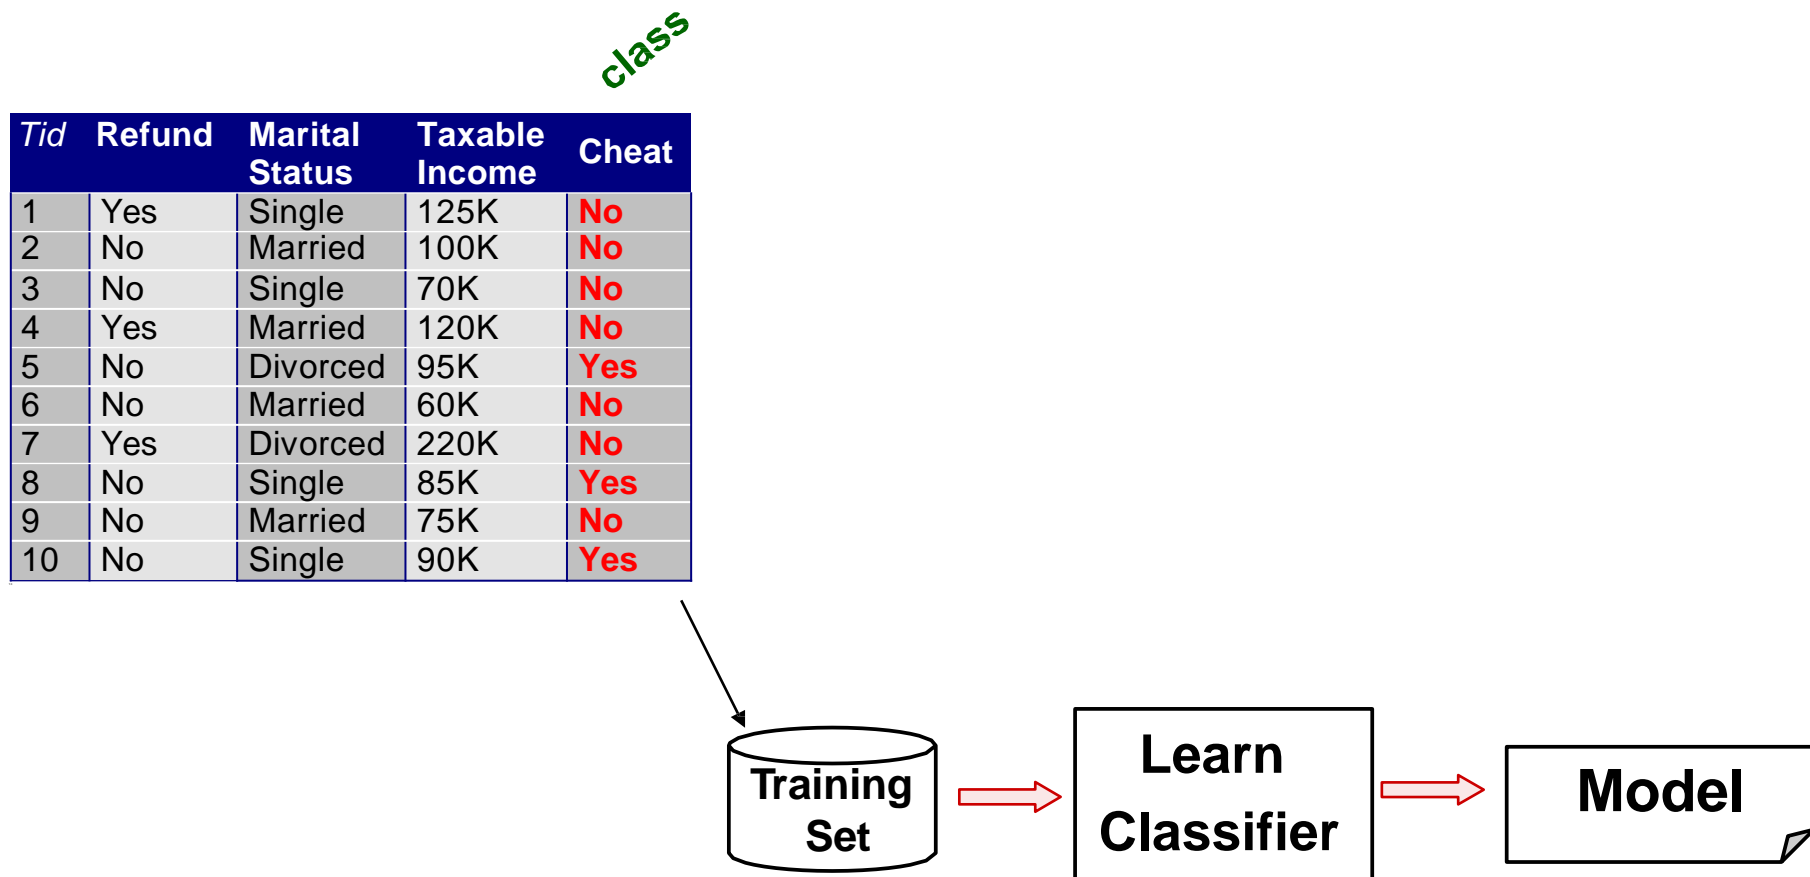 class
Tid Refund Marital Status Taxable Income Cheat
1 Yes Single 125K No
2 No Married 100K No
3 No Single 70K No
4 Yes Married 120K No
5 No Divorced 95K Yes
6 No Married 60K No
7 Yes Divorced 220K No
8 No Single 85K Yes
9 No Married 75K No
10 No Single 90K Yes
Training
Set
Learn
Classifier
Model